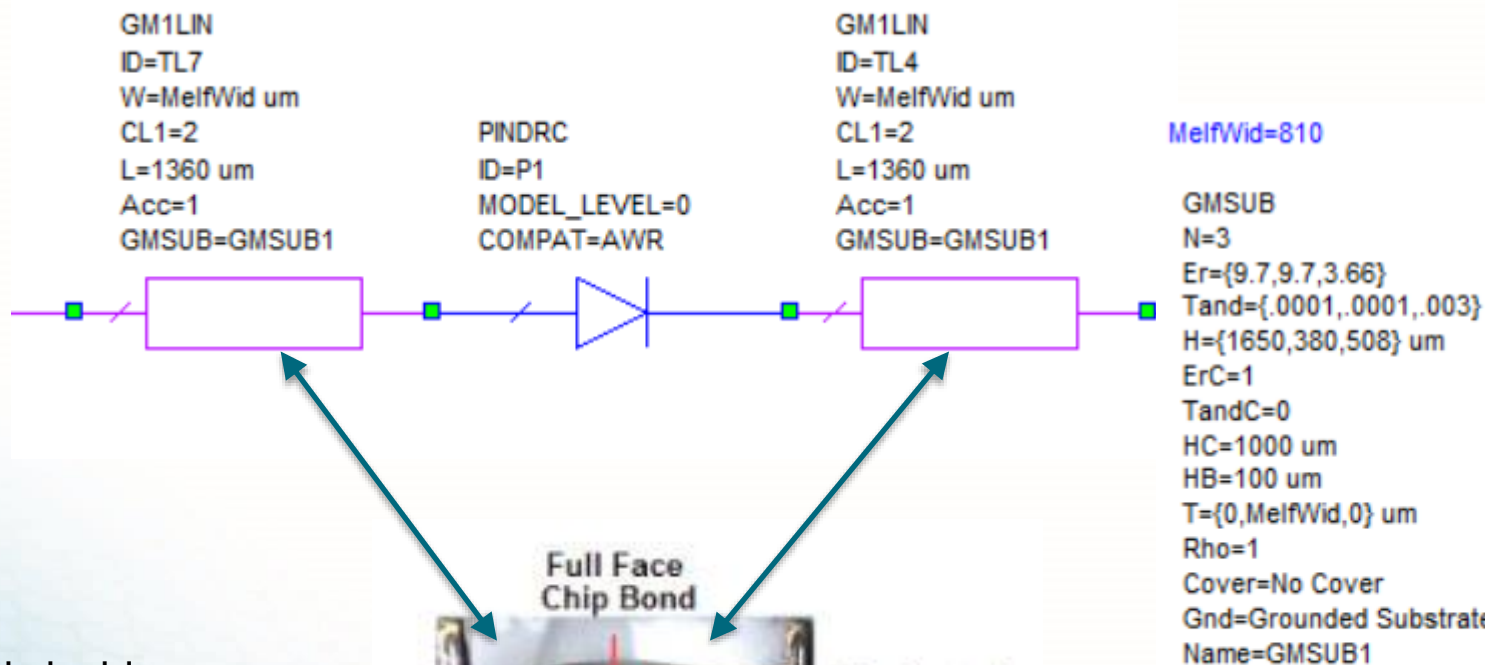 GM1LIN
ID=TL7
W=MelfWid um
CL1=2
L=1360 um
Acc=1
GMSUB=GMSUB1
PINDRC
ID=P1
MODEL_LEVEL=0
COMPAT=AWR
GM1LIN
ID=TL4
W=MelfWid um
CL1=2
L=1360 um
Acc=1
GMSUB=GMSUB1
MelfWid=810
GMSUB
N=3
Er={9.7,9.7,3.66}
Tand={.0001,.0001,.003}
H={1650,380,508} um
ErC=1
TandC=0
HC=1000 um
HB=100 um
T={0,MelfWid,0} um
Rho=1
Cover=No Cover
Gnd=Grounded Substrate
Name=GMSUB1
Full Face
Chip Bond